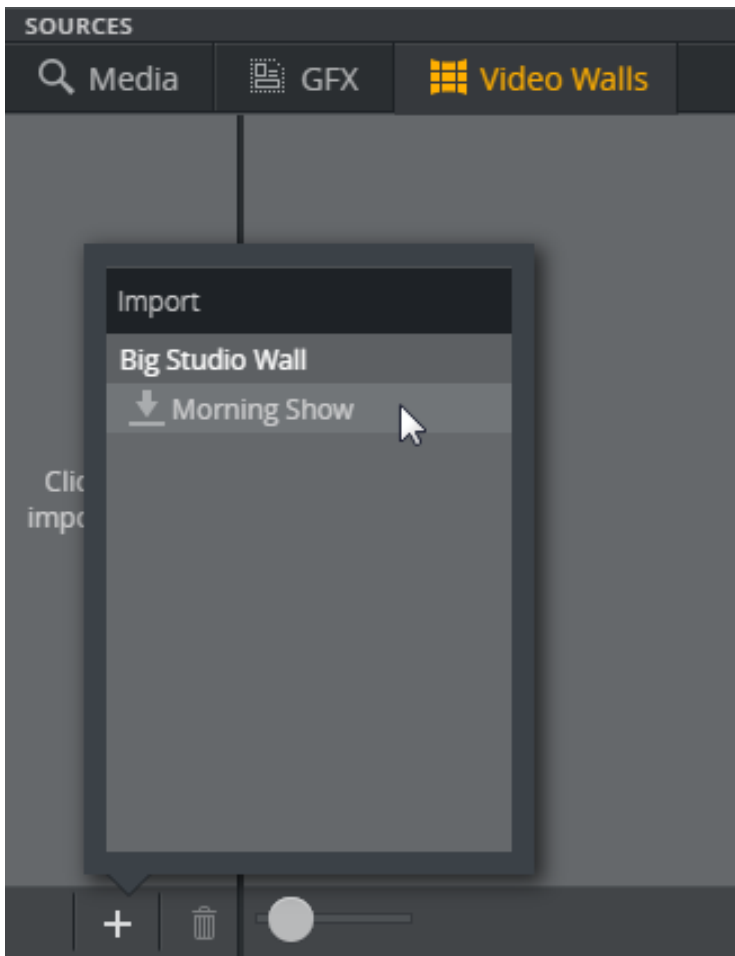 SOURCES
Media
GFX
Video Walls
Import
Big Studio Wall
Morning Show